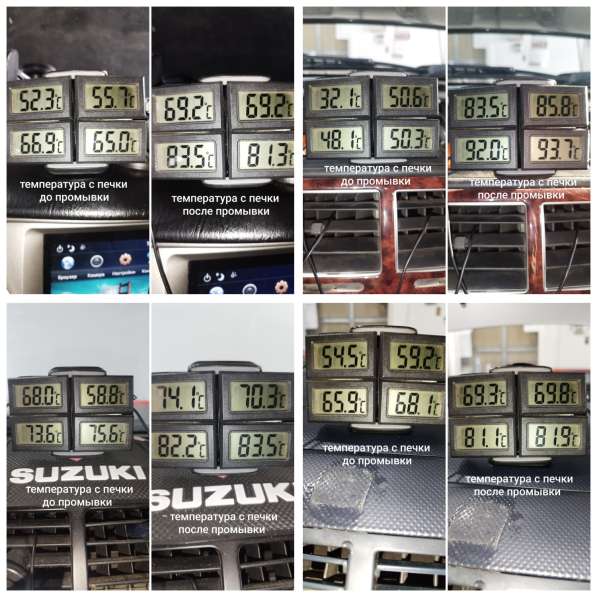 52.3°C 55.7°C
66.9°C 65.0°C
температура с печки
до промывки
Браузер Камера Настройки
69.2°C 69.2°C
83.5°C 81.3°C
температура с печки
после промывки
32.1°C 50.6°C
48.1°C 50.3°C
температура с печки
до промывки
83.5°C 85.8°C
92.0°C 93.7°C
температура с печки
после промывки
68.0°C 58.8°C
73.6°C 75.6°C
SUZUKI
температура с печки
до промывки
74.1°C 70.3°C
82.2°C 83.5°C
SUZUKI
температура с печки
после промывки
54.5°C 59.2°C
65.9°C 68.1°C
температура с печки
до промывки
69.3°C 69.8°C
81.1°C 81.9°C
температура с печки
после промывки